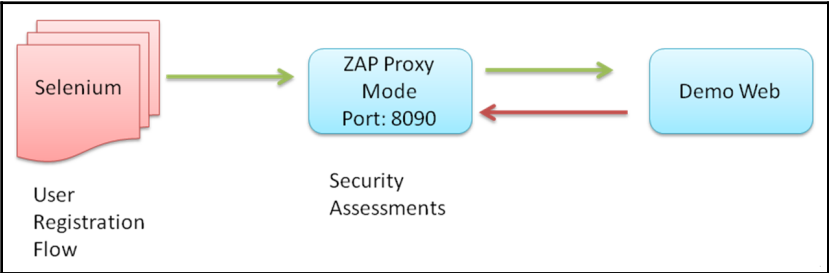 Selenium
ZAP Proxy
Mode
Port: 8090
Demo Web
User
Registration
Flow
Security
Assessments